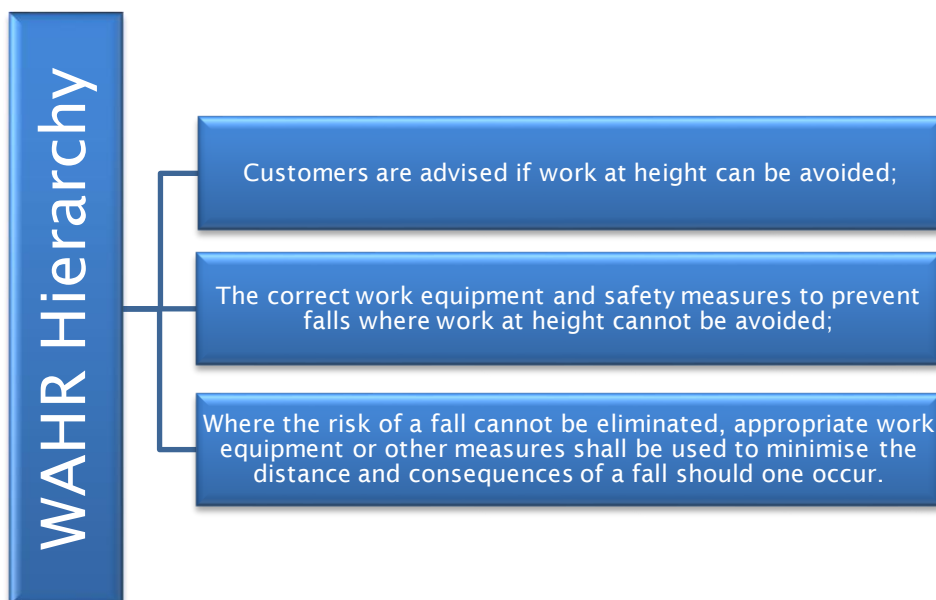 WAHR Hierarchy
Customers are advised if work at height can be avoided;
The correct work equipment and safety measures to prevent
falls where work at height cannot be avoided;
Where the risk of a fall cannot be eliminated, appropriate work
equipment or other measures shall be used to minimise the
distance and consequences of a fall should one occur.